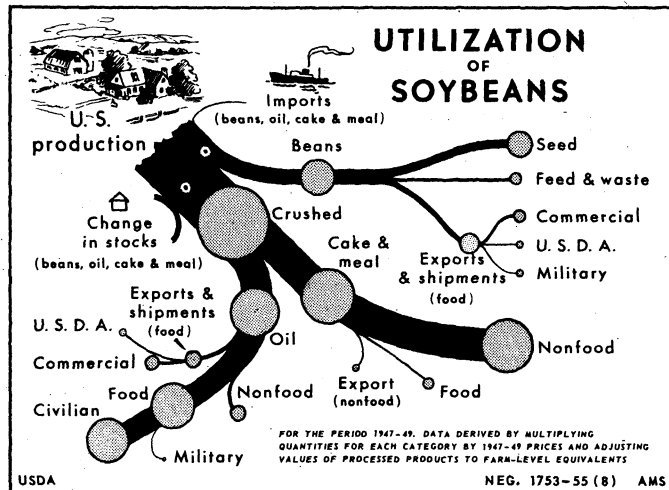 UTILIZATION
OF
SOYBEANS
U. S.
production
Imports
(beans, oil, cake & meal)
Beans
Seed
Feed & waste
Commercial
U. S. D. A.
Military
Exports
& shipments
(food)
Change
in stocks
(beans, oil, cake & meal)
Crushed
Cake &
meal
Nonfood
Export
(nonfood)
Food
Exports &
shipments
(food)
U. S. D. A.
Commercial
Oil
Food
Nonfood
Civilian
Military
FOR THE PERIOD 1947-49. DATA DERIVED BY MULTIPLYING
QUANTITIES FOR EACH CATEGORY BY 1947-49 PRICES AND ADJUSTING
VALUES OF PROCESSED PRODUCTS TO FARM-LEVEL EQUIVALENTS
USDA
NEG. 1753-55 (8) AMS